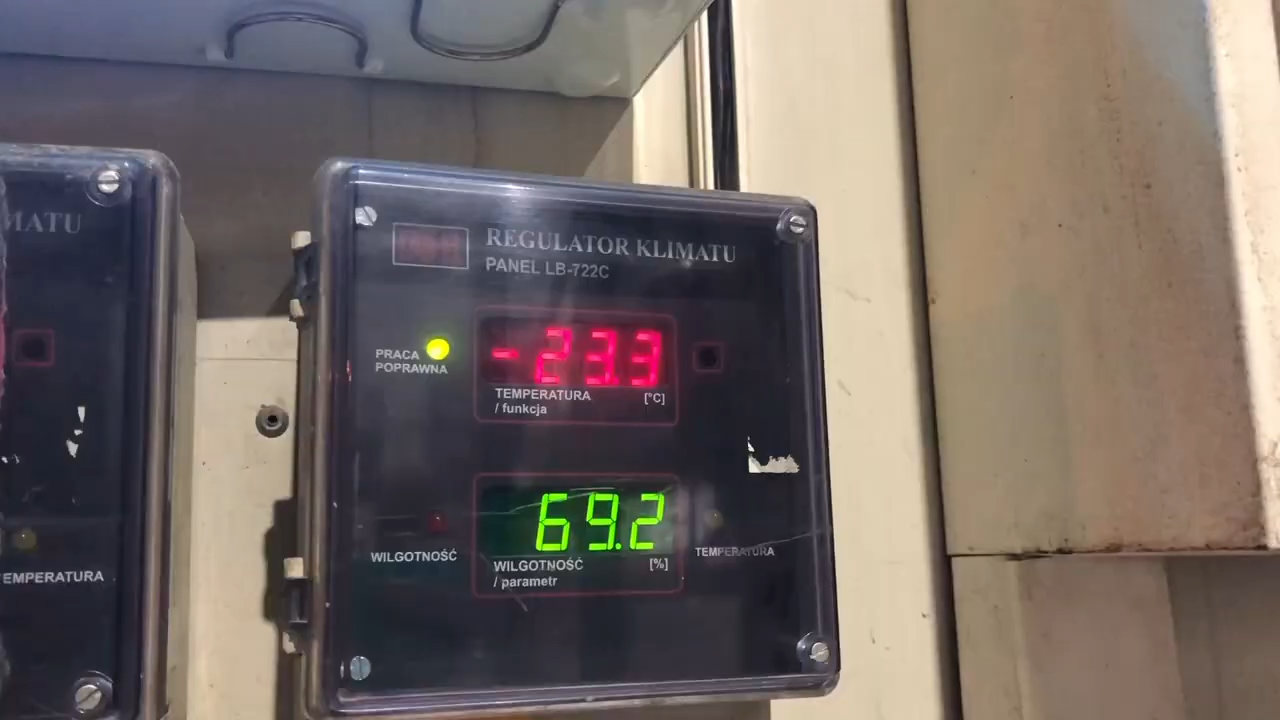 MATU
EMPERATURA
REGULATOR KLIMATU
PANEL LB-722C
PRACA
POPRAWNA
-23.3
TEMPERATURA [°C]
/ funkcja
69.2
WILGOTNOŚĆ
WILGOTNOŚĆ [%]
/ parametr
TEMPERATURA